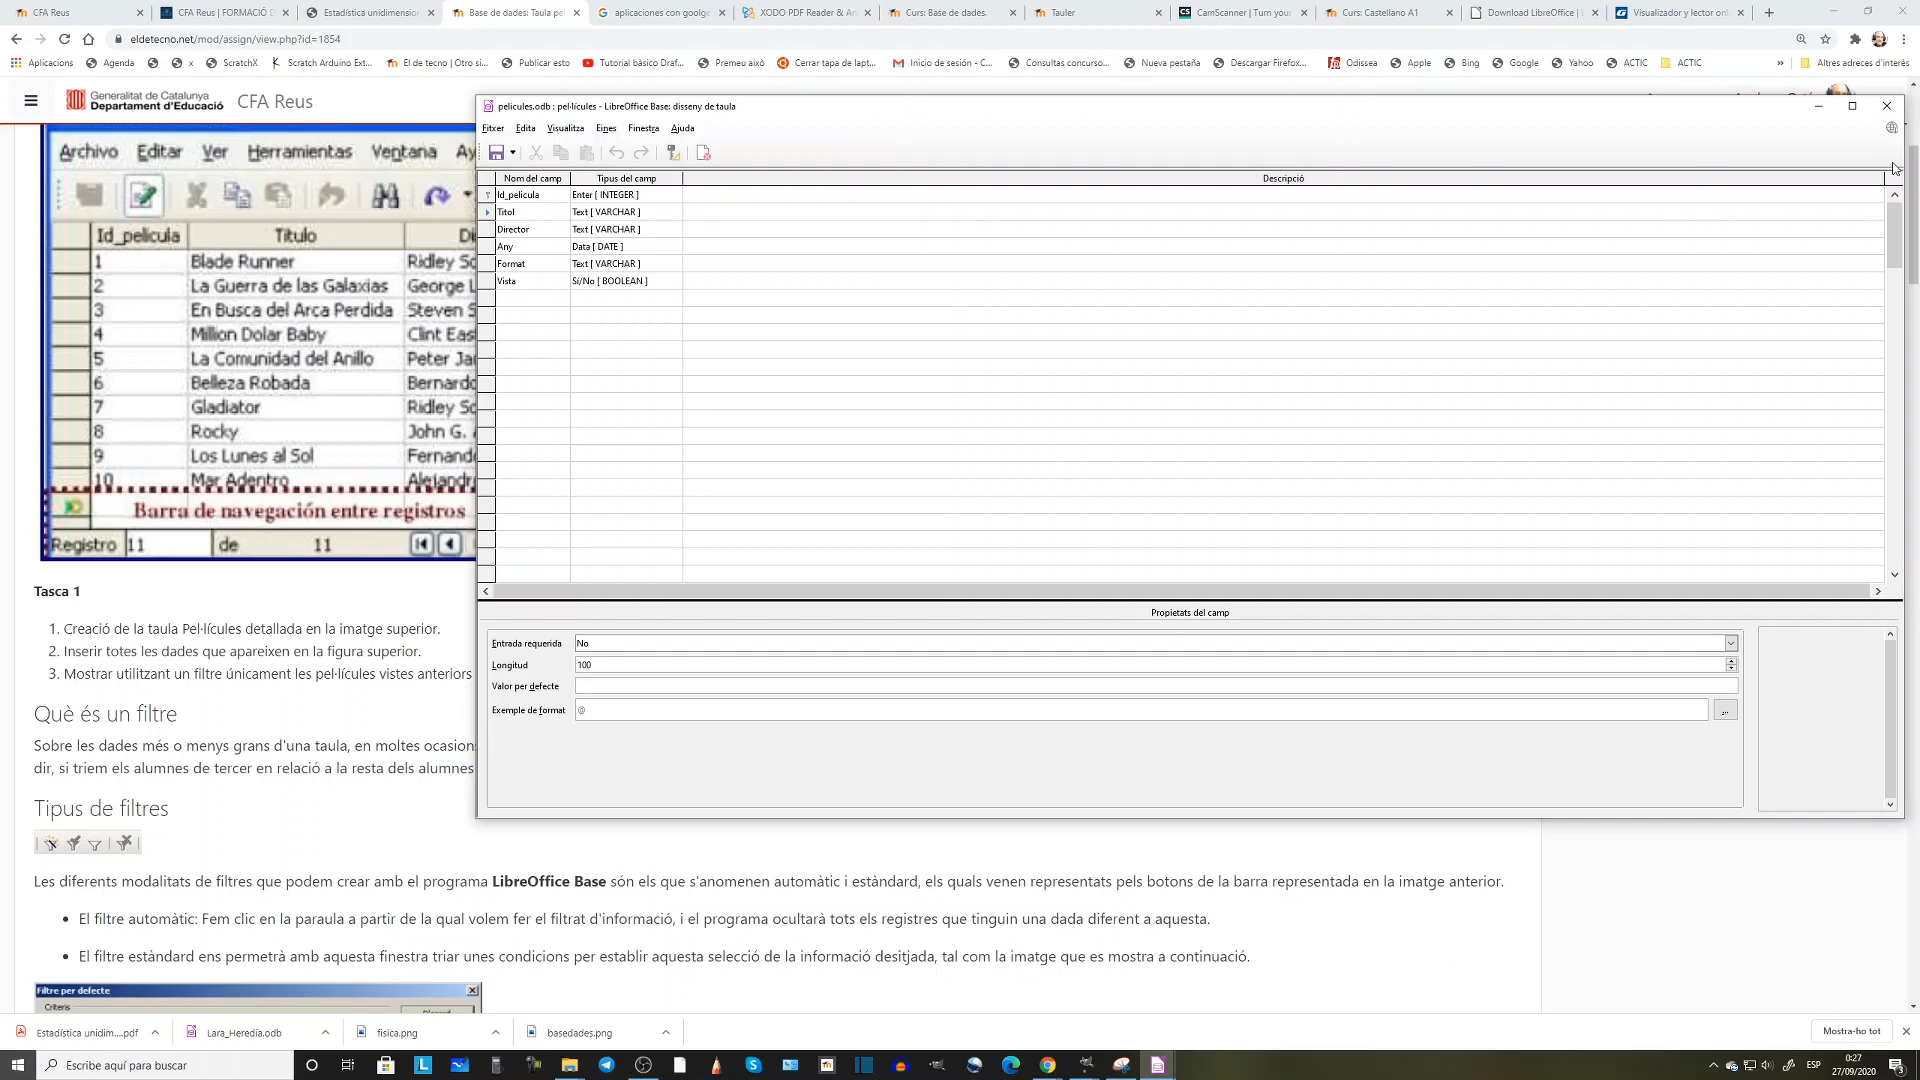 CFA Reus
CFA Reus | FORMACIÓ D
Estadística unidimension
Base de dades: Taula pel
aplicaciones con goolge
XODO PDF Reader & An
Curs: Base de dades.
Tauler
CamScanner | Turn your
Curs: Castellano A1
Download LibreOffice | L
Visualizador y lector onl
eldetecno.net/mod/assign/view.php?id=1854
Aplicacions
Agenda
x
ScratchX
Scratch Arduino Ext...
El de tecno | Otro si...
Publicar esto
Tutorial bàsico Draf...
Premeu això
Cerrar tapa de lapt...
Inicio de sesión - C...
Consultas concurso...
Nueva pestaña
Descargar Firefox...
Odissea
Apple
Bing
Google
Yahoo
ACTIC
ACTIC
»
Altres adreces d'interès
Generalitat de Catalunya
Departament d'Educació
CFA Reus
pelicules.odb : pel·lícules - LibreOffice Base: disseny de taula
Fitxer Edita Visualitza Eines Finestra Ajuda
Nom del camp Tipus del camp Descripció
Id_pelicula Enter [ INTEGER ]
Titol Text [ VARCHAR ]
Director Text [ VARCHAR ]
Any Data [ DATE ]
Format Text [ VARCHAR ]
Vista Sí/No [ BOOLEAN ]
Propietats del camp
Entrada requerida No
Longitud 100
Valor per defecte
Exemple de format @
...
Archivo Editar Ver Herramientas Ventana Ay
Id_pelicula Titulo Di
1 Blade Runner Ridley Sc
2 La Guerra de las Galaxias George L
3 En Busca del Arca Perdida Steven S
4 Million Dolar Baby Clint East
5 La Comunidad del Anillo Peter Jac
6 Belleza Robada Bernardo
7 Gladiator Ridley Sc
8 Rocky John G. A
9 Los Lunes al Sol Fernando
10 Mar Adentro Alejandro
Barra de navegación entre registros
Registro 11 de 11
Tasca 1
1. Creació de la taula Pel·lícules detallada en la imatge superior.
2. Inserir totes les dades que apareixen en la figura superior.
3. Mostrar utilitzant un filtre únicament les pel·lícules vistes anteriors
Què és un filtre
Sobre les dades més o menys grans d'una taula, en moltes ocasions
dir, si triem els alumnes de tercer en relació a la resta dels alumnes
Tipus de filtres
Les diferents modalitats de filtres que podem crear amb el programa LibreOffice Base són els que s'anomenen automàtic i estàndard, els quals venen representats pels botons de la barra representada en la imatge anterior.
• El filtre automàtic: Fem clic en la paraula a partir de la qual volem fer el filtrat d'informació, i el programa ocultarà tots els registres que tinguin una dada diferent a aquesta.
• El filtre estàndard ens permetrà amb aquesta finestra triar unes condicions per establir aquesta selecció de la informació desitjada, tal com la imatge que es mostra a continuació.
Filtre per defecte
Criteris
Estadística unidim....pdf
Lara_Heredia.odb
fisica.png
basedades.png
Mostra-ho tot
Escribe aquí para buscar
ESP
0:27
27/09/2020